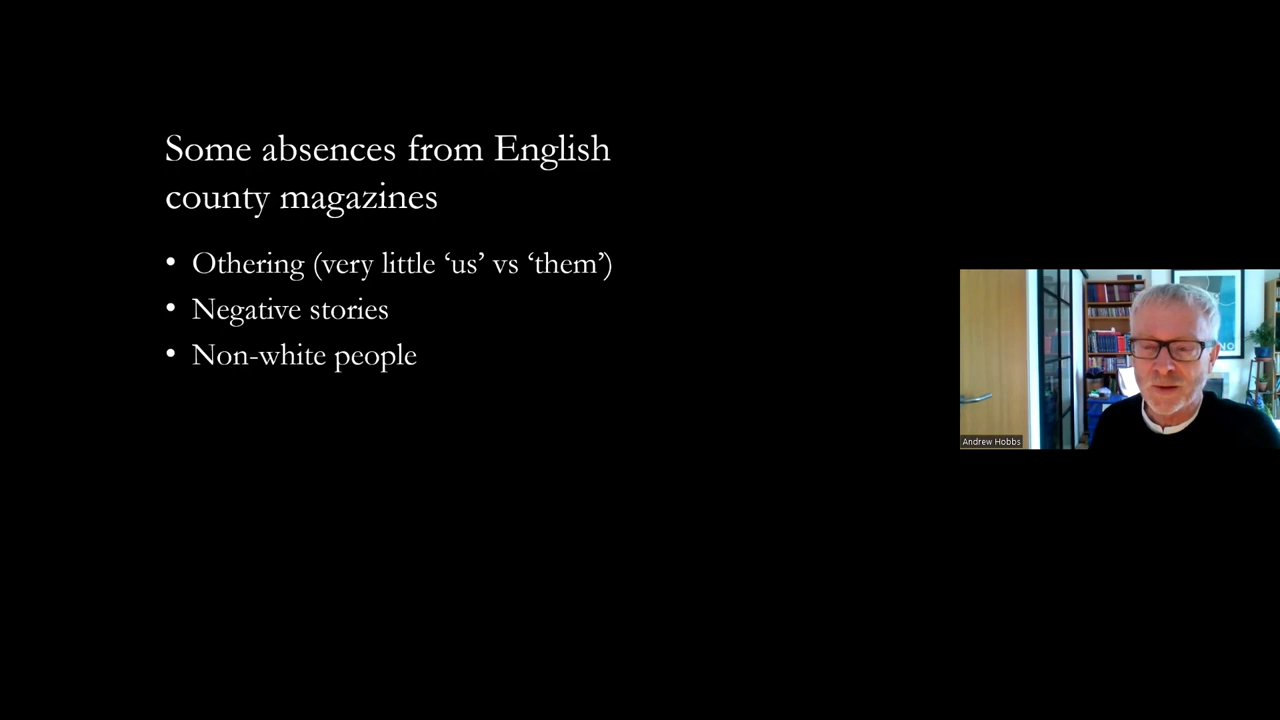 Some absences from English
county magazines
• Othering (very little ‘us’ vs ‘them’)
• Negative stories
• Non-white people
Andrew Hobbs